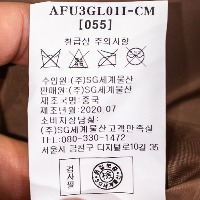 AFU3GL01I-CM
[055]
취급상 주의사항
수입원:(주)SG세계물산
판매원:(주)SG세계물산
제조국:중국
제조년월:2020.07
소비자상담실:
(주)SG세계물산고객만족실
TEL:080-330-1472
서울시 금천구 디지털로10길 35
검사필